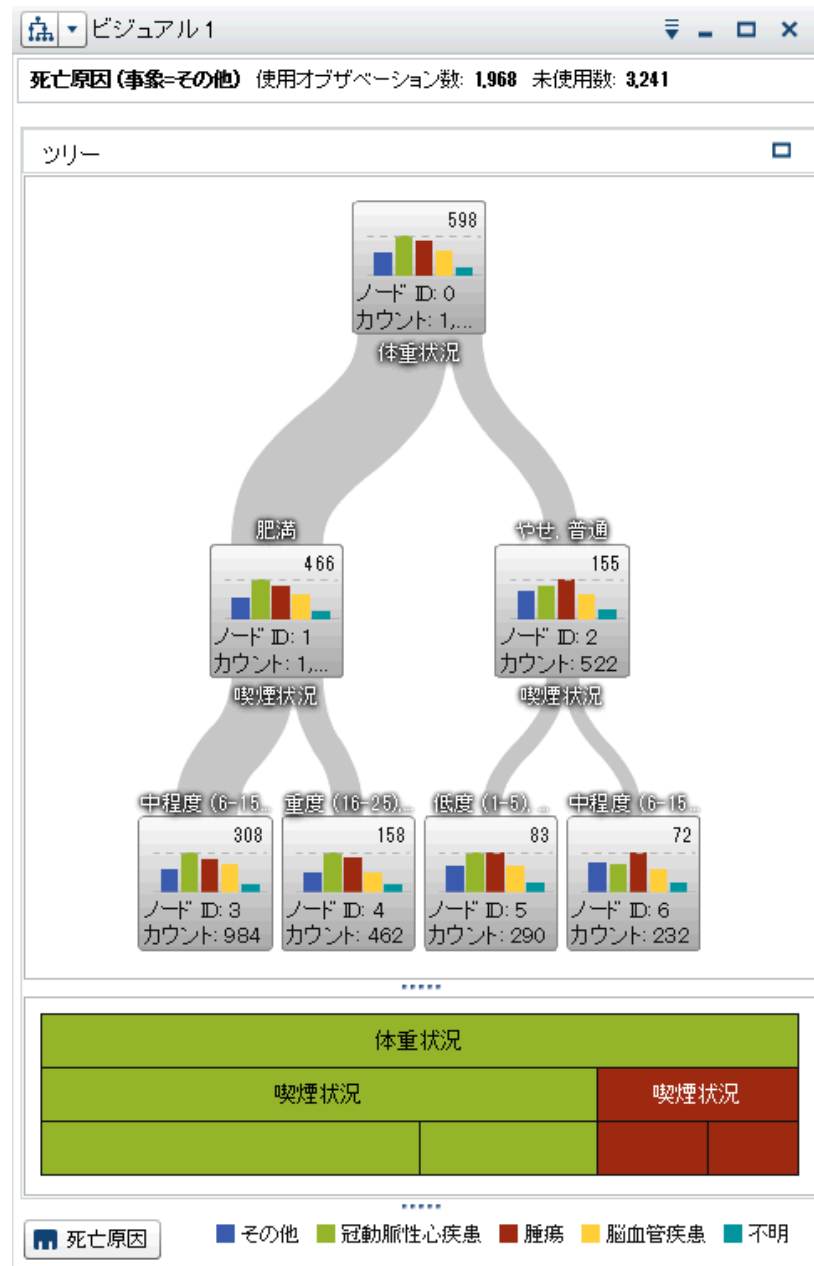 ビジュアル 1
死亡原因 (事象=その他) 使用オブザベーション数: 1,968 未使用数: 3,241
ツリー
598
ノード ID: 0
カウント: 1,...
体重状況
肥満
466
ノード ID: 1
カウント: 1,...
喫煙状況
やせ, 普通
155
ノード ID: 2
カウント: 522
喫煙状況
中程度 (6-15...
308
ノード ID: 3
カウント: 984
重度 (16-25),...
158
ノード ID: 4
カウント: 462
低度 (1-5), ...
83
ノード ID: 5
カウント: 290
中程度 (6-15...
72
ノード ID: 6
カウント: 232
体重状況
喫煙状況 喫煙状況
死亡原因 その他 冠動脈性心疾患 腫瘍 脳血管疾患 不明